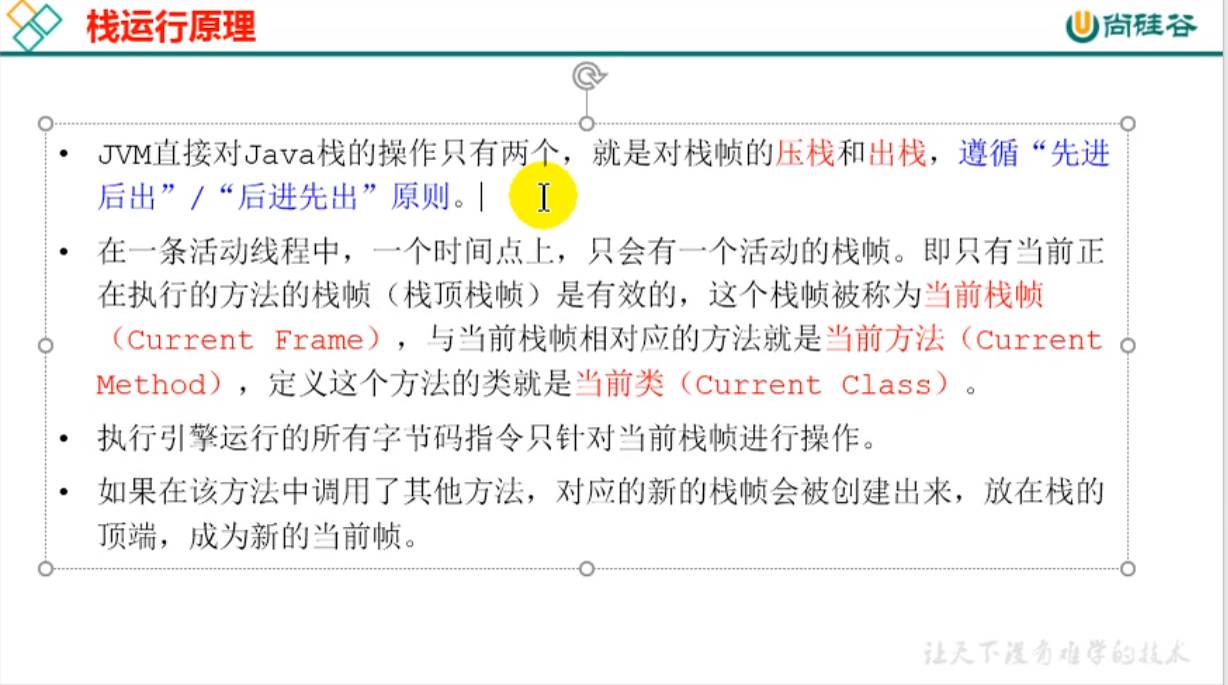 栈运行原理
尚硅谷
• JVM直接对Java栈的操作只有两个，就是对栈帧的压栈和出栈，遵循“先进
后出”/“后进先出”原则。
• 在一条活动线程中，一个时间点上，只会有一个活动的栈帧。即只有当前正
在执行的方法的栈帧（栈顶栈帧）是有效的，这个栈帧被称为当前栈帧
（Current Frame），与当前栈帧相对应的方法就是当前方法（Current
Method），定义这个方法的类就是当前类（Current Class）。
• 执行引擎运行的所有字节码指令只针对当前栈帧进行操作。
• 如果在该方法中调用了其他方法，对应的新的栈帧会被创建出来，放在栈的
顶端，成为新的当前帧。
让天下没有难学的技术